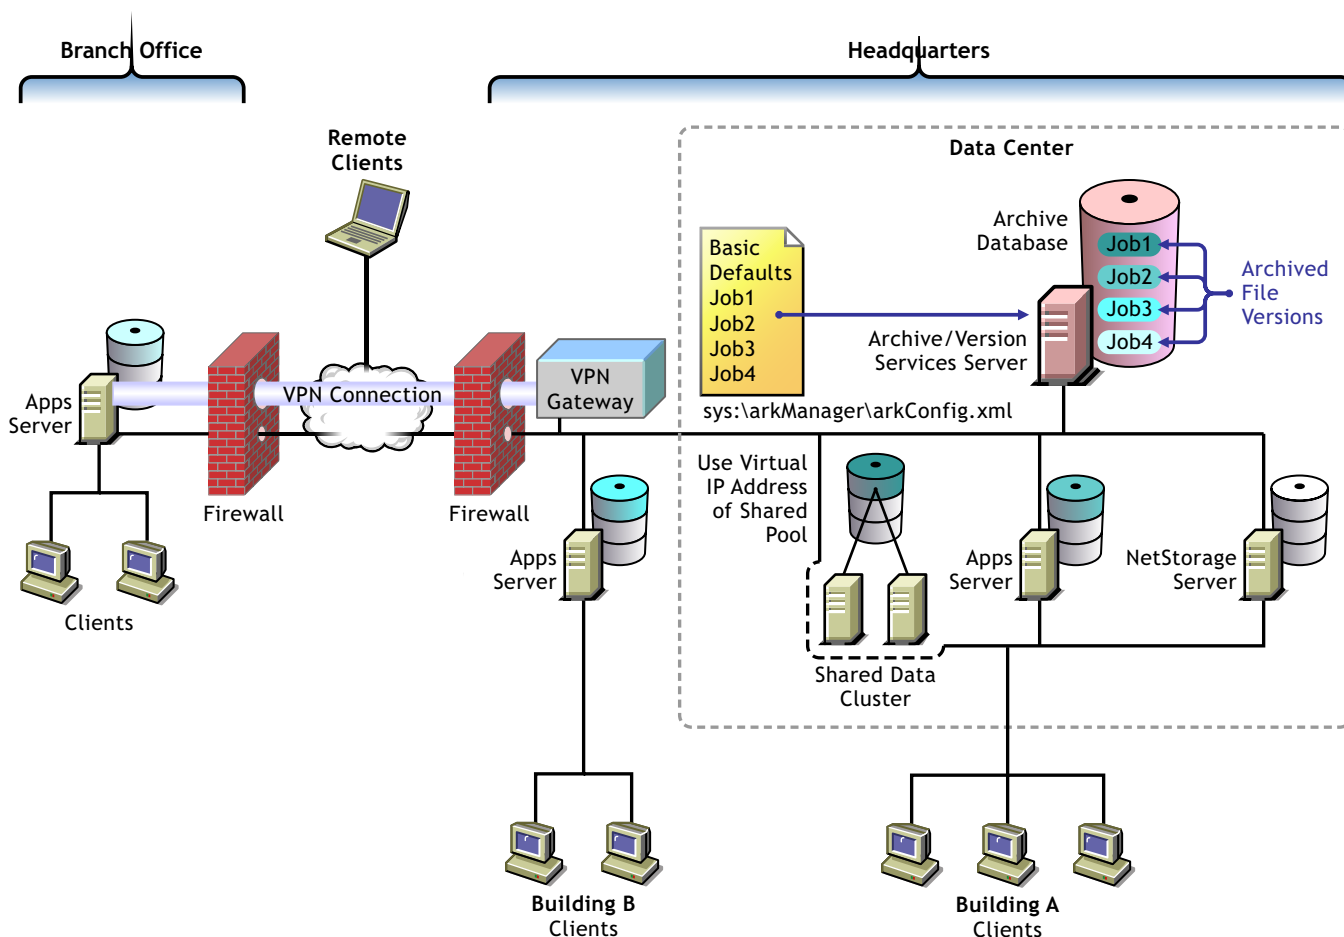 Branch Office
Headquarters
Remote
Clients
Data Center
Archive
Database
Basic
Defaults
Job1
Job2
Job3
Job4
Job1
Job2
Job3
Job4
Archived
File
Versions
Archive/Version
Services Server
sys:\arkManager\arkConfig.xml
Apps
Server
VPN Connection
VPN
Gateway
Firewall
Firewall
Clients
Use Virtual
IP Address
of Shared
Pool
Apps
Server
Apps
Server
NetStorage
Server
Shared Data
Cluster
Building B
Clients
Building A
Clients